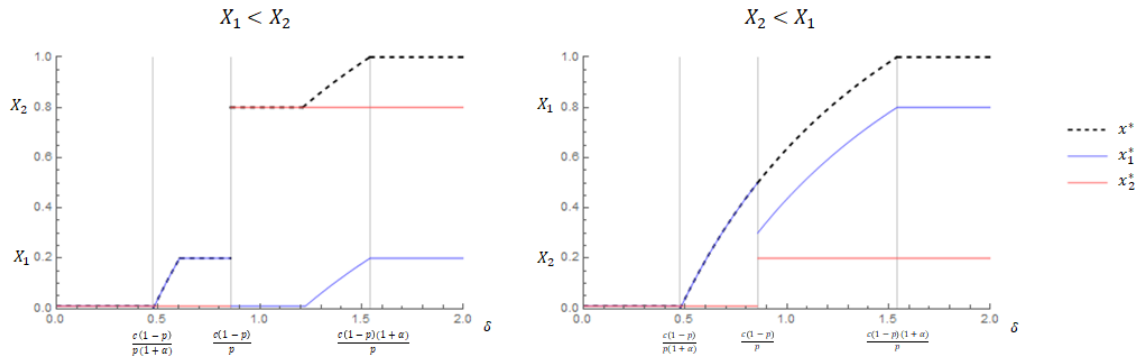 X₁ < X₂
1.0
X₂ 0.8
0.6
0.4
X₁ 0.2
0.0
0.0 0.5 1.0 1.5 2.0 δ
c(1−p)/p(1+α) c(1−p)/p c(1−p)(1+α)/p
X₂ < X₁
1.0
X₁ 0.8
0.6
0.4
X₂ 0.2
0.0
0.0 0.5 1.0 1.5 2.0 δ
c(1−p)/p(1+α) c(1−p)/p c(1−p)(1+α)/p
x*
x₁*
x₂*